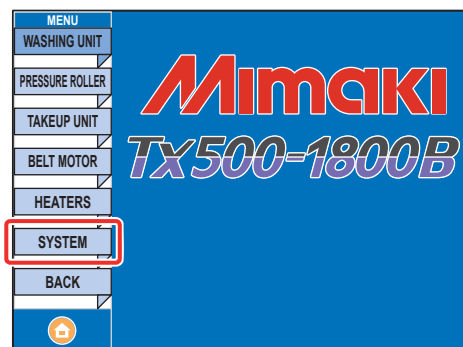 MENU
WASHING UNIT
PRESSURE ROLLER
TAKEUP UNIT
BELT MOTOR
HEATERS
SYSTEM
BACK
Mimaki
Tx500-1800B